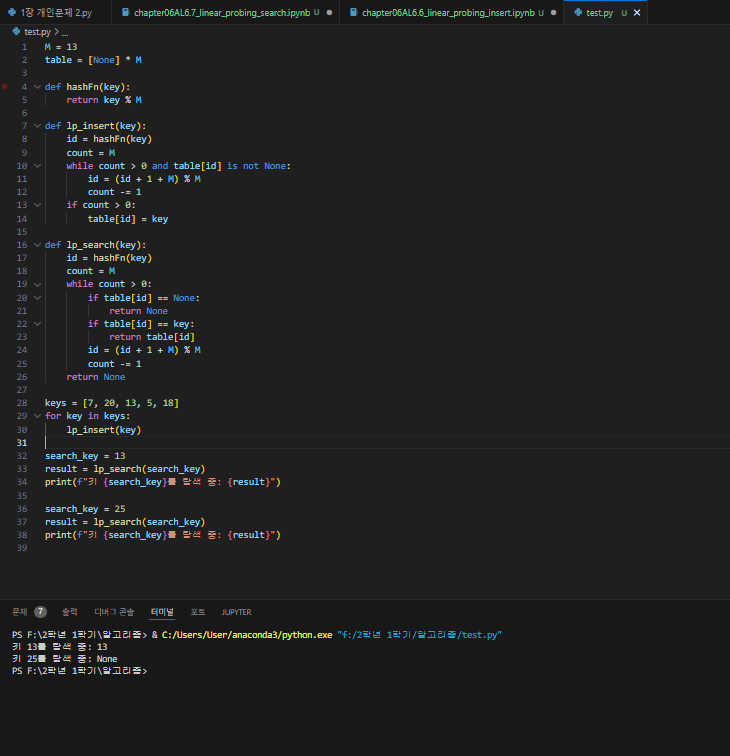 1장 개인문제 2.py
chapter06AL6.7_linear_probing_search.ipynb U
chapter06AL6.6_linear_probing_insert.ipynb U
test.py U
test.py > ...
1 M = 13
2 table = [None] * M
3
4 def hashFn(key):
5 return key % M
6
7 def lp_insert(key):
8 id = hashFn(key)
9 count = M
10 while count > 0 and table[id] is not None:
11 id = (id + 1 + M) % M
12 count -= 1
13 if count > 0:
14 table[id] = key
15
16 def lp_search(key):
17 id = hashFn(key)
18 count = M
19 while count > 0:
20 if table[id] == None:
21 return None
22 if table[id] == key:
23 return table[id]
24 id = (id + 1 + M) % M
25 count -= 1
26 return None
27
28 keys = [7, 20, 13, 5, 18]
29 for key in keys:
30 lp_insert(key)
31
32 search_key = 13
33 result = lp_search(search_key)
34 print(f"키 {search_key}를 탐색 중: {result}")
35
36 search_key = 25
37 result = lp_search(search_key)
38 print(f"키 {search_key}를 탐색 중: {result}")
39
문제 7 출력 디버그 콘솔 터미널 포트 JUPYTER
PS F:\2학년 1학기\알고리즘> & C:/Users/User/anaconda3/python.exe "f:/2학년 1학기/알고리즘/test.py"
키 13를 탐색 중: 13
키 25를 탐색 중: None
PS F:\2학년 1학기\알고리즘>